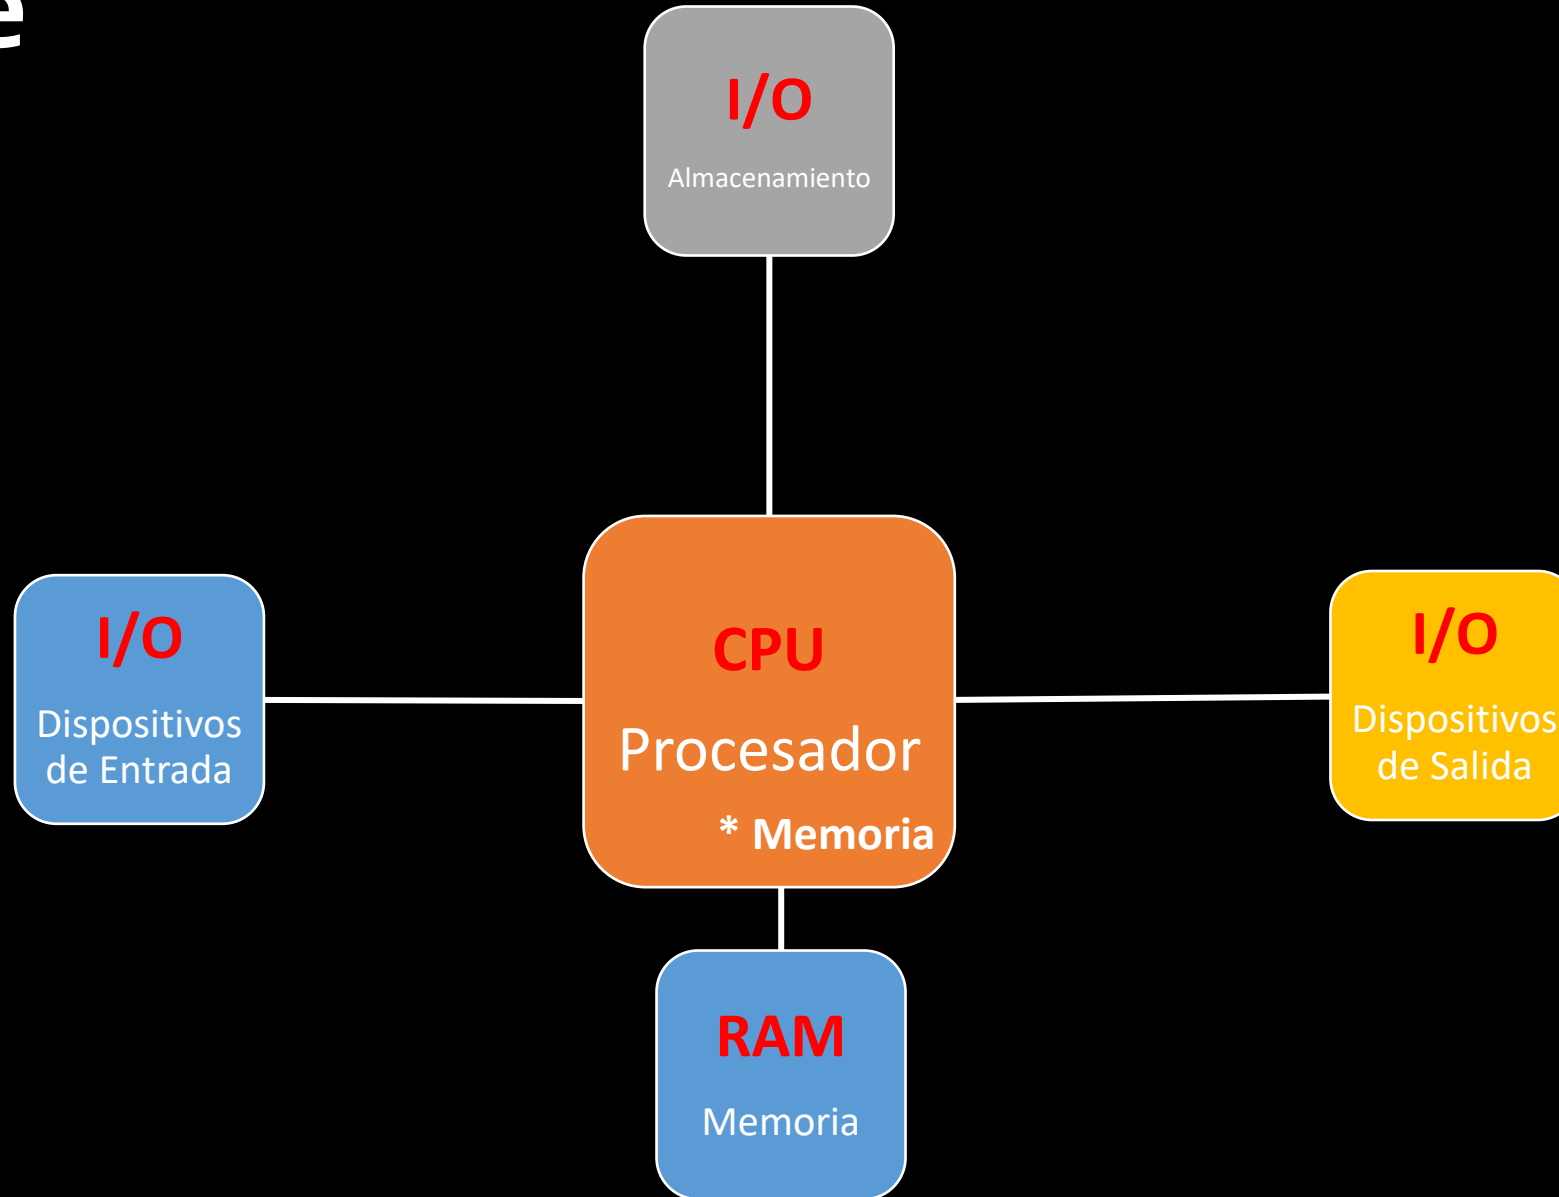 e
I/O
Almacenamiento
I/O
Dispositivos
de Entrada
CPU
Procesador
* Memoria
I/O
Dispositivos
de Salida
RAM
Memoria